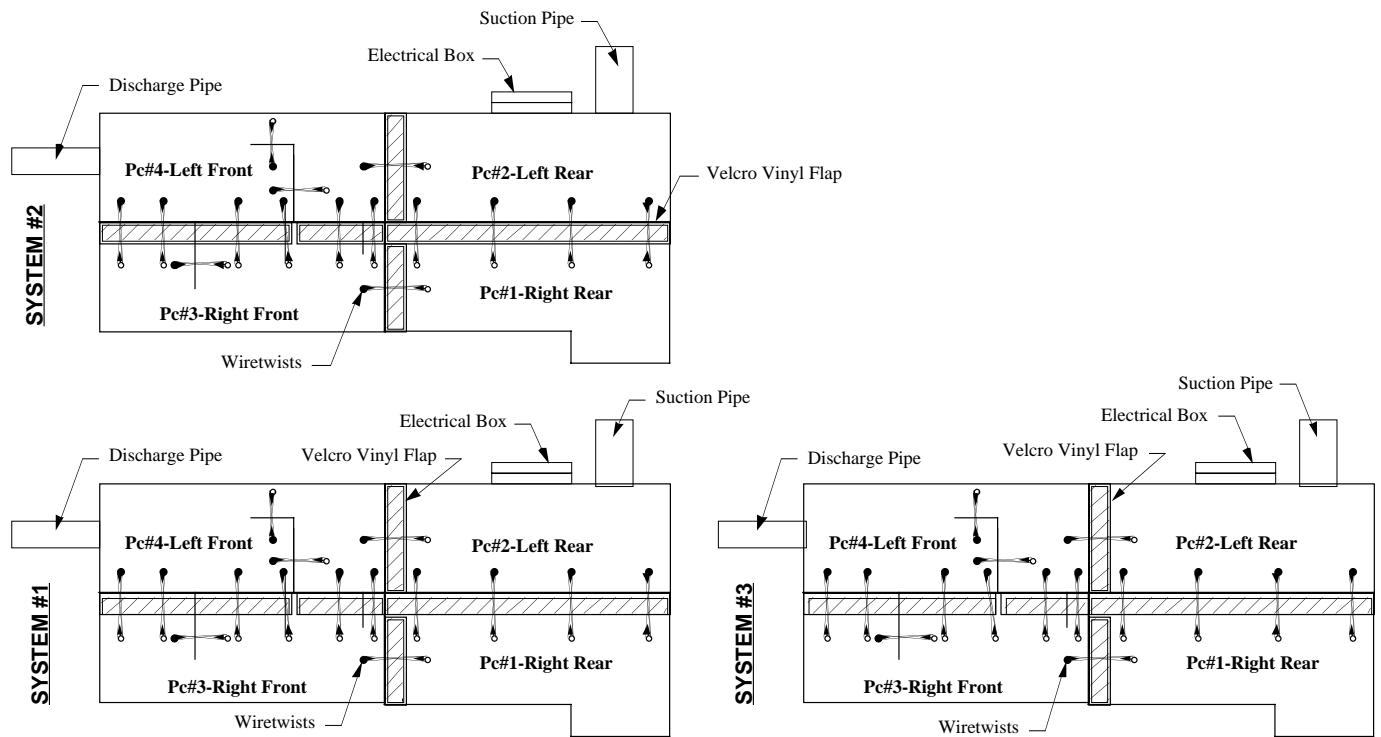 Suction Pipe
Electrical Box
Discharge Pipe
Pc#4-Left Front
Pc#2-Left Rear
Velcro Vinyl Flap
SYSTEM #2
Pc#1-Right Rear
Pc#3-Right Front
Wiretwists
Suction Pipe
Electrical Box
Velcro Vinyl Flap
Discharge Pipe
Pc#4-Left Front
Pc#2-Left Rear
SYSTEM #1
Pc#1-Right Rear
Pc#3-Right Front
Wiretwists
Suction Pipe
Electrical Box
Velcro Vinyl Flap
Discharge Pipe
Pc#4-Left Front
Pc#2-Left Rear
SYSTEM #3
Pc#1-Right Rear
Pc#3-Right Front
Wiretwists